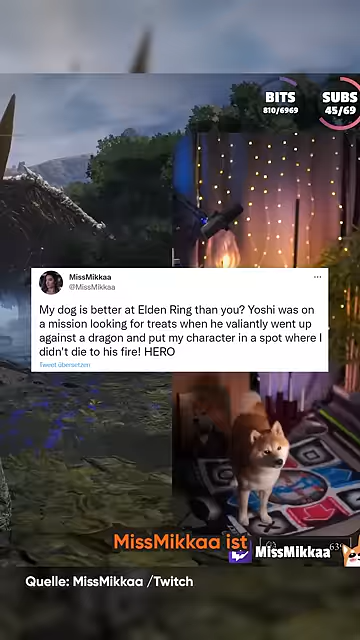 BITS
810/6969
SUBS
45/69
MissMikkaa
@MissMikkaa
My dog is better at Elden Ring than you? Yoshi was on
a mission looking for treats when he valiantly went up
against a dragon and put my character in a spot where I
didn't die to his fire! HERO
Tweet übersetzen
MissMikkaa ist
MissMikkaa
Quelle: MissMikkaa /Twitch